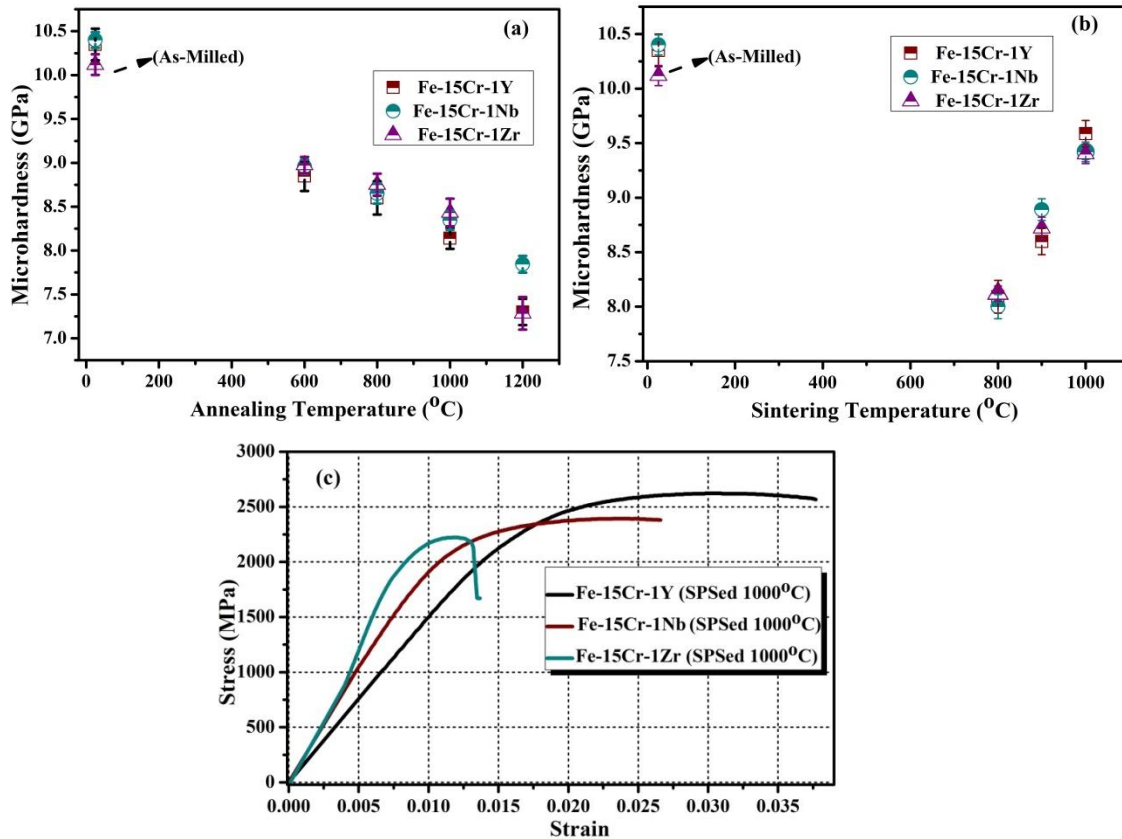 (a)
(As-Milled)
Fe-15Cr-1Y
Fe-15Cr-1Nb
Fe-15Cr-1Zr
Microhardness (GPa)
10.5
10.0
9.5
9.0
8.5
8.0
7.5
7.0
0 200 400 600 800 1000 1200
Annealing Temperature (⁰C)
(b)
(As-Milled)
Fe-15Cr-1Y
Fe-15Cr-1Nb
Fe-15Cr-1Zr
Microhardness (GPa)
10.5
10.0
9.5
9.0
8.5
8.0
7.5
0 200 400 600 800 1000
Sintering Temperature (⁰C)
(c)
Stress (MPa)
3000
2500
2000
1500
1000
500
0
Fe-15Cr-1Y (SPSed 1000⁰C)
Fe-15Cr-1Nb (SPSed 1000⁰C)
Fe-15Cr-1Zr (SPSed 1000⁰C)
0.000 0.005 0.010 0.015 0.020 0.025 0.030 0.035
Strain